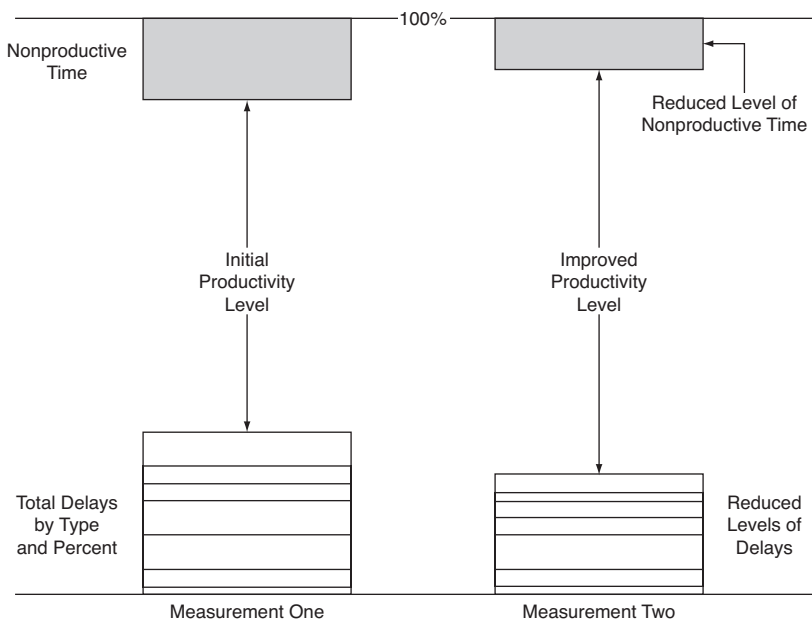 100%
Nonproductive
Time
Reduced Level of
Nonproductive Time
Initial
Productivity
Level
Improved
Productivity
Level
Total Delays
by Type
and Percent
Reduced
Levels of
Delays
Measurement One
Measurement Two